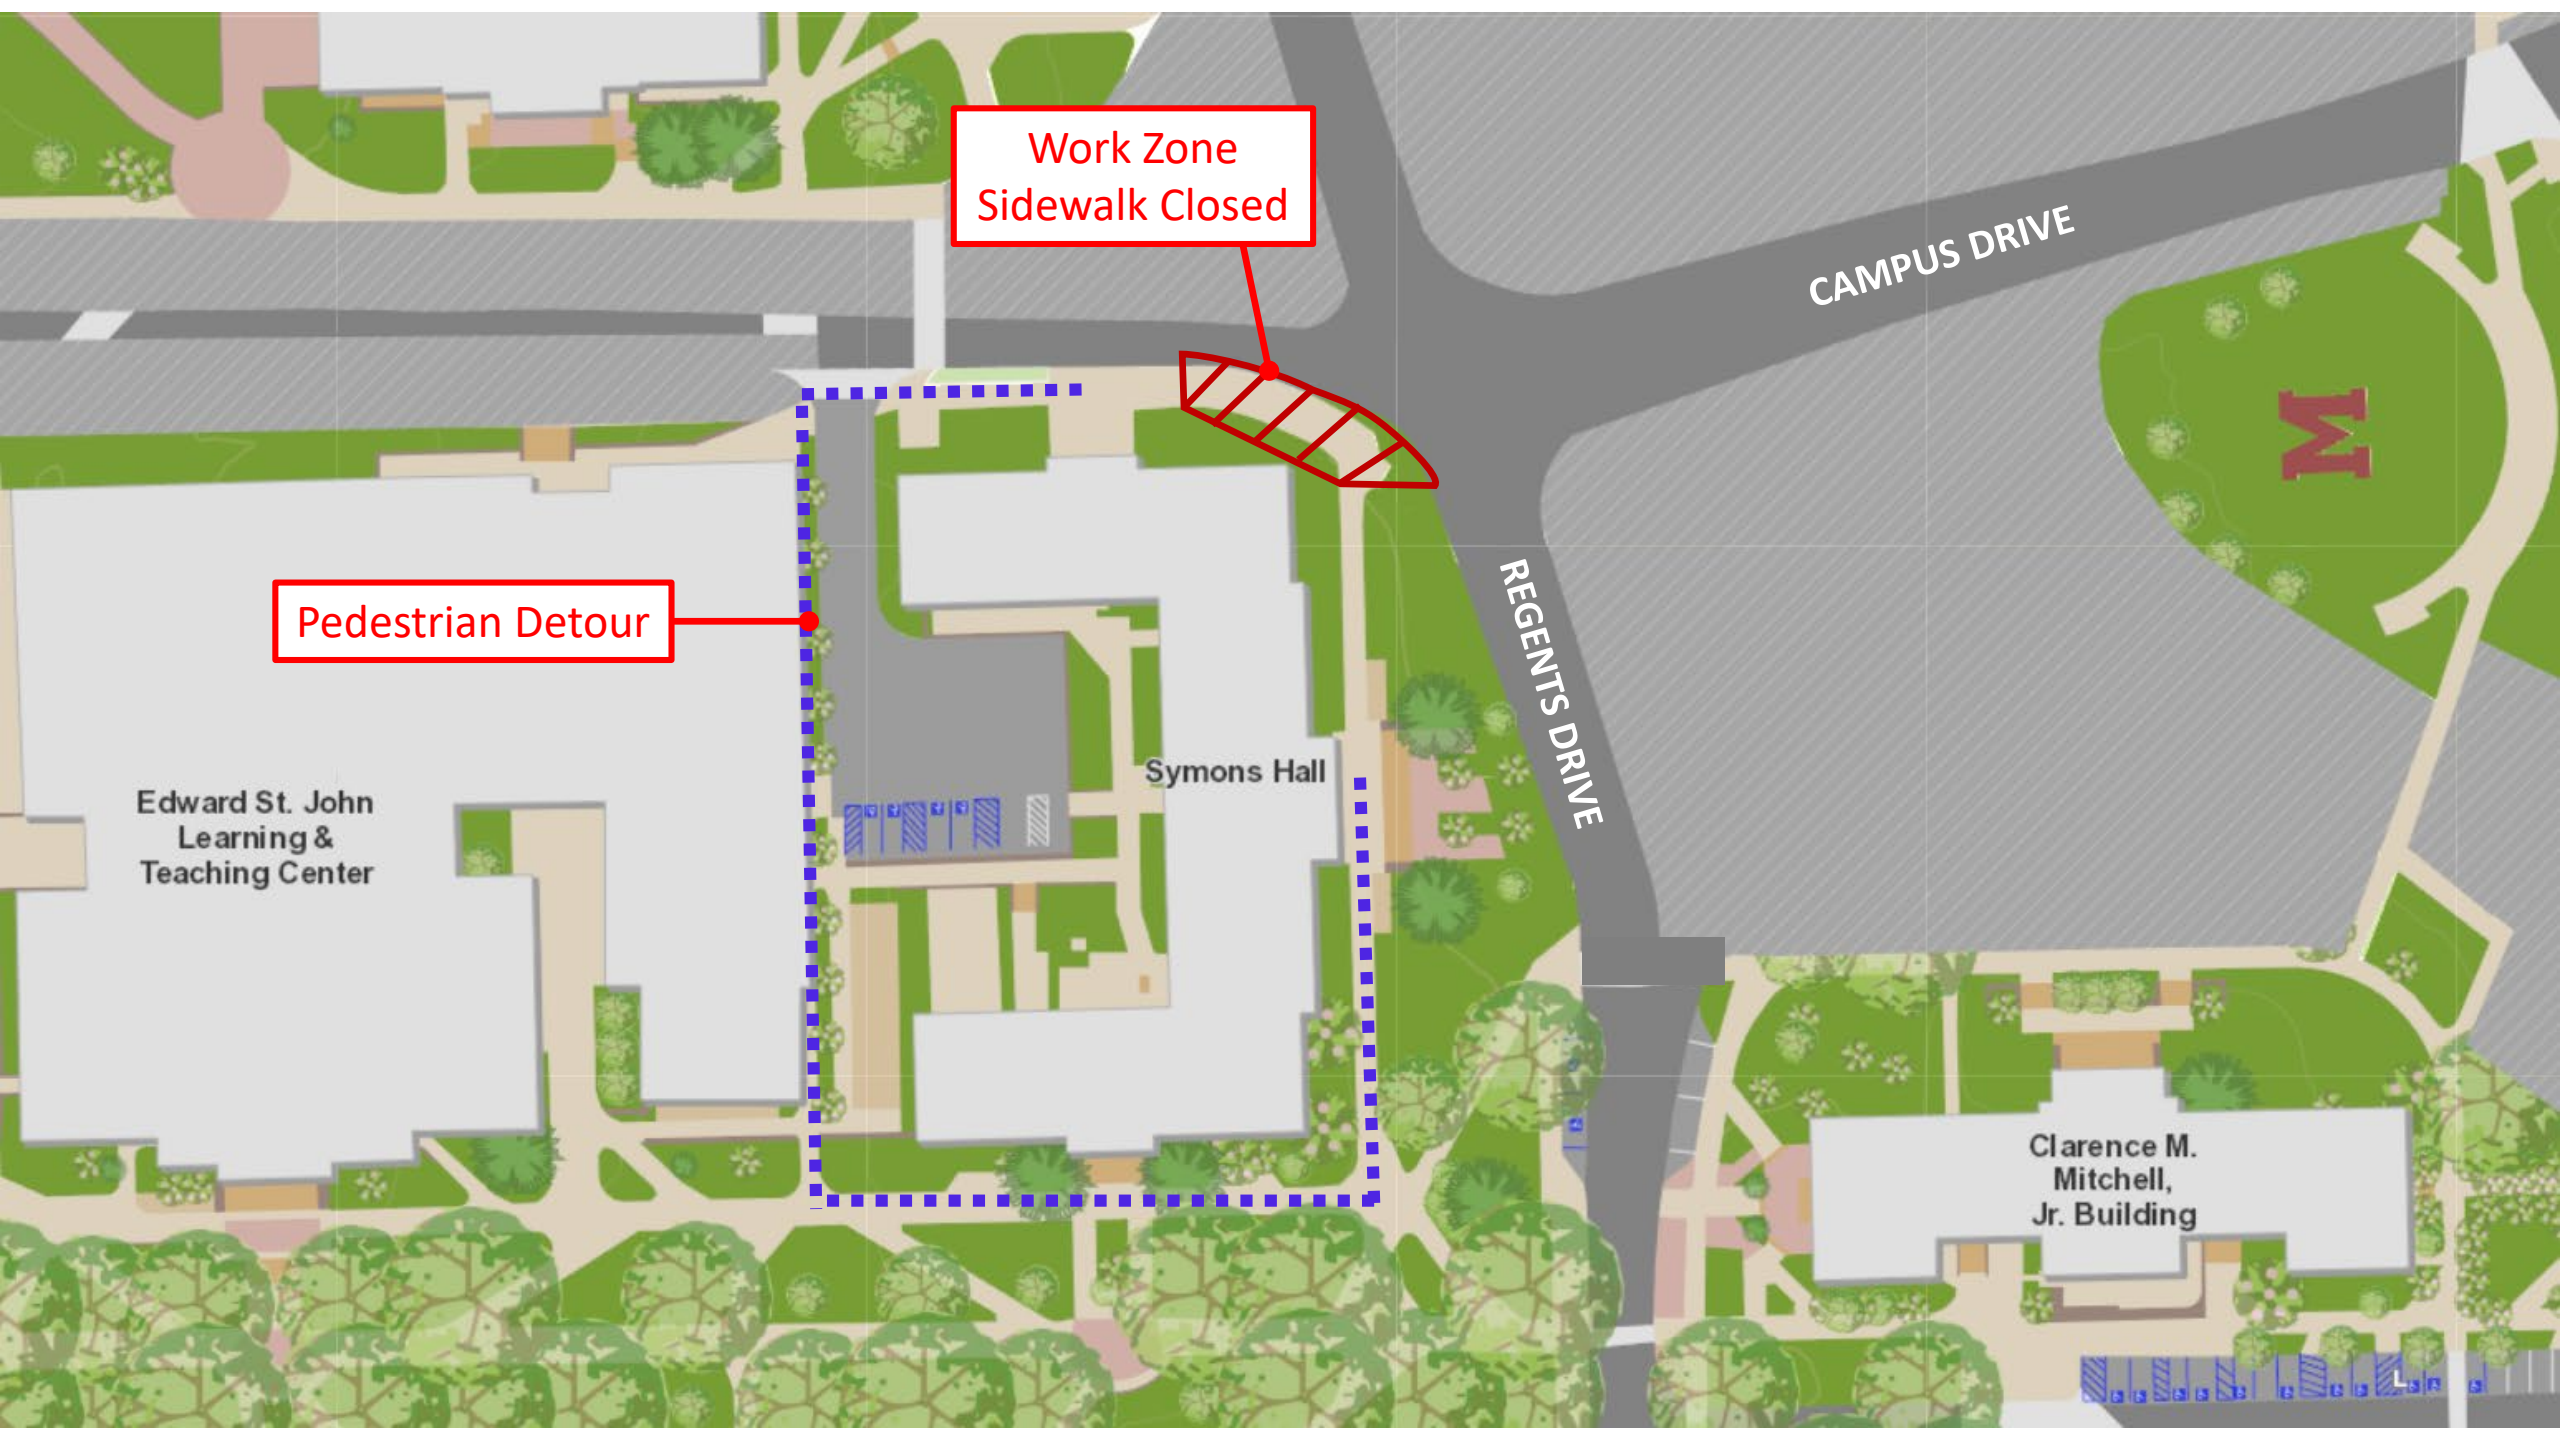 Work Zone
Sidewalk Closed
CAMPUS DRIVE
M
Pedestrian Detour
REGENTS DRIVE
Symons Hall
Edward St. John
Learning &
Teaching Center
Clarence M.
Mitchell,
Jr. Building
L